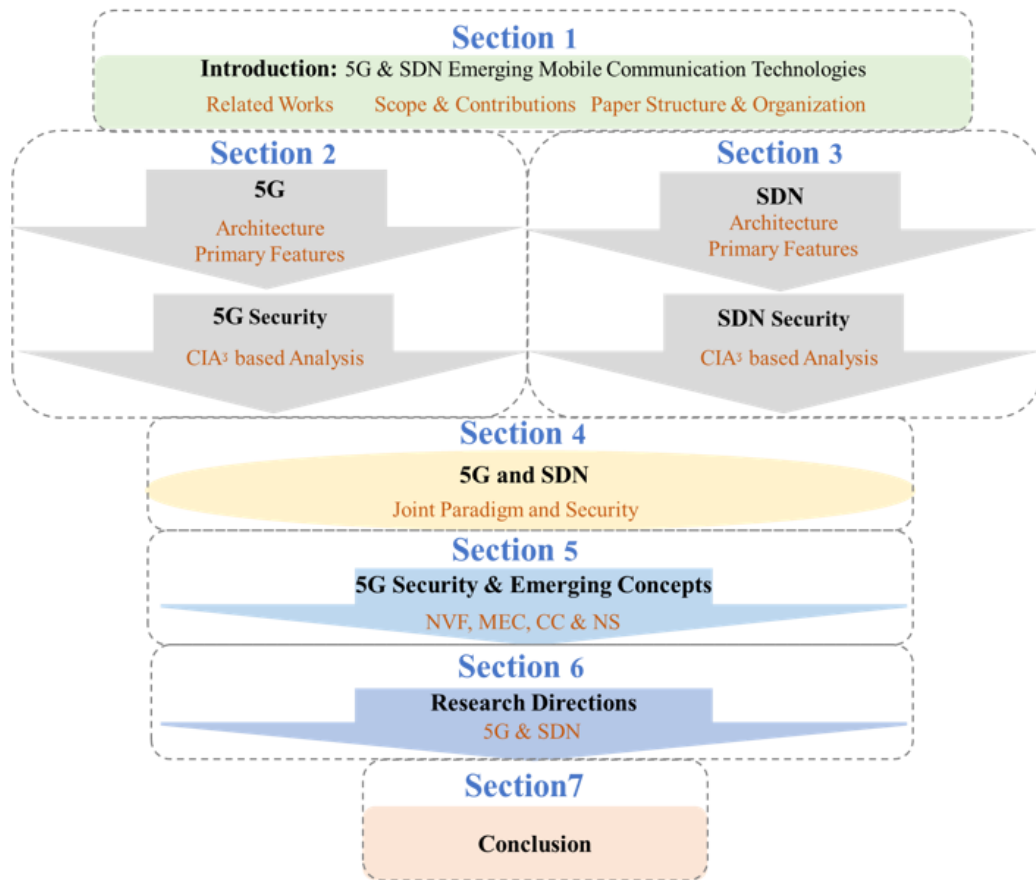 Section 1
Introduction: 5G & SDN Emerging Mobile Communication Technologies
Related Works Scope & Contributions Paper Structure & Organization
Section 2
5G
Architecture
Primary Features
5G Security
CIA³ based Analysis
Section 3
SDN
Architecture
Primary Features
SDN Security
CIA³ based Analysis
Section 4
5G and SDN
Joint Paradigm and Security
Section 5
5G Security & Emerging Concepts
NVF, MEC, CC & NS
Section 6
Research Directions
5G & SDN
Section7
Conclusion